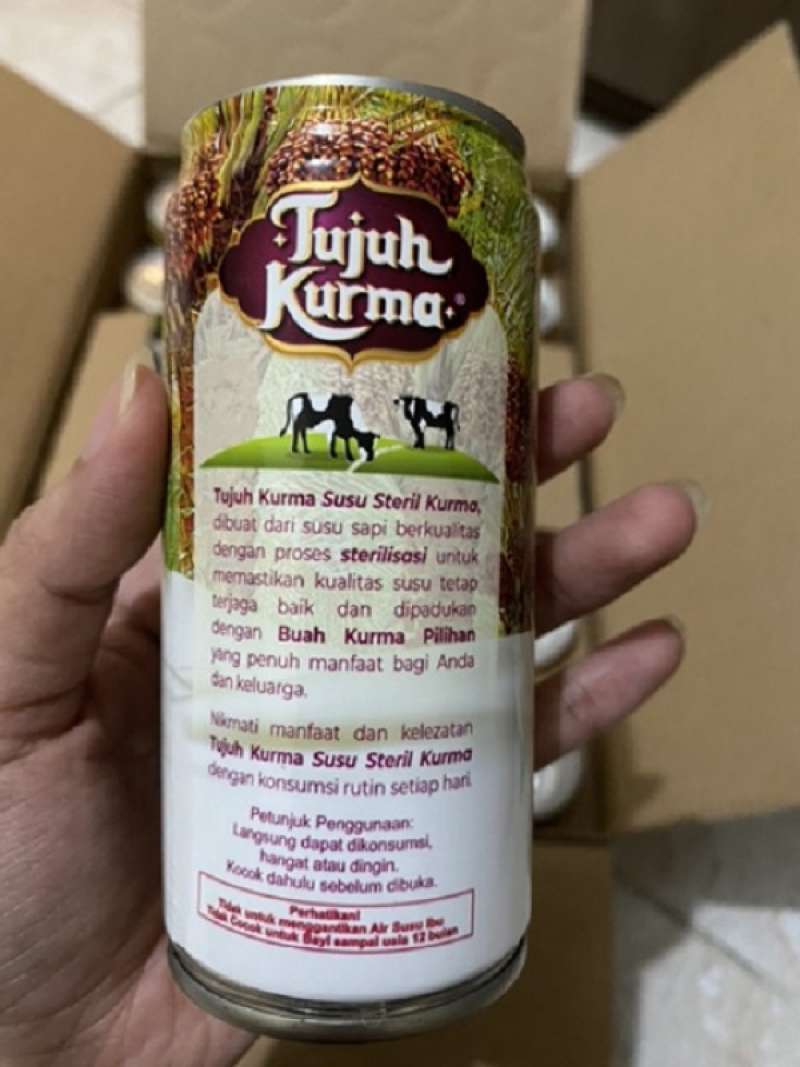 Tujuh
Kurma
Tujuh Kurma Susu Steril Kurma,
dibuat dari susu sapi berkualitas
dengan proses sterilisasi untuk
memastikan kualitas susu tetap
terjaga baik dan dipadukan
dengan Buah Kurma Pilihan
yang penuh manfaat bagi Anda
dan keluarga.
Nikmati manfaat dan kelezatan
Tujuh Kurma Susu Steril Kurma
dengan konsumsi rutin setiap hari.
Petunjuk Penggunaan:
Langsung dapat dikonsumsi,
hangat atau dingin.
Kocok dahulu sebelum dibuka.
Perhatikan!
Tidak untuk menggantikan Air Susu Ibu
Tidak Cocok untuk Bayi sampai usia 12 bulan